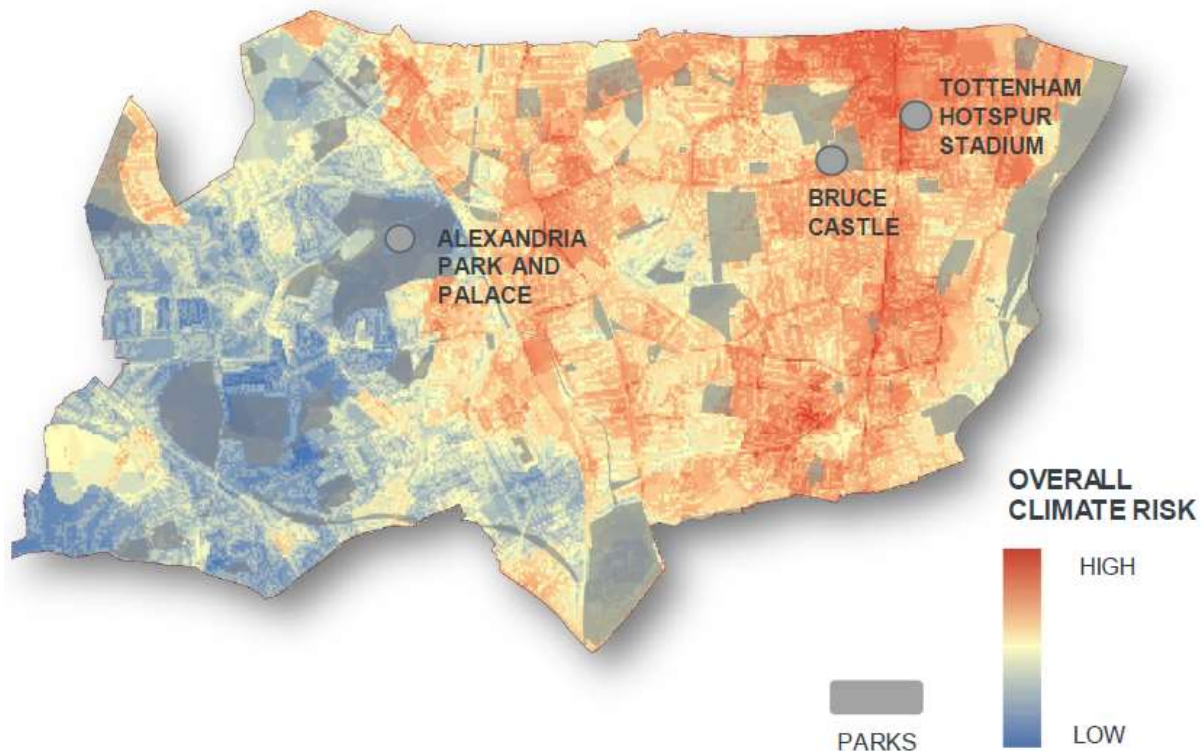 TOTTENHAM
HOTSPUR
STADIUM
BRUCE
CASTLE
ALEXANDRIA
PARK AND
PALACE
OVERALL
CLIMATE RISK
HIGH
LOW
PARKS